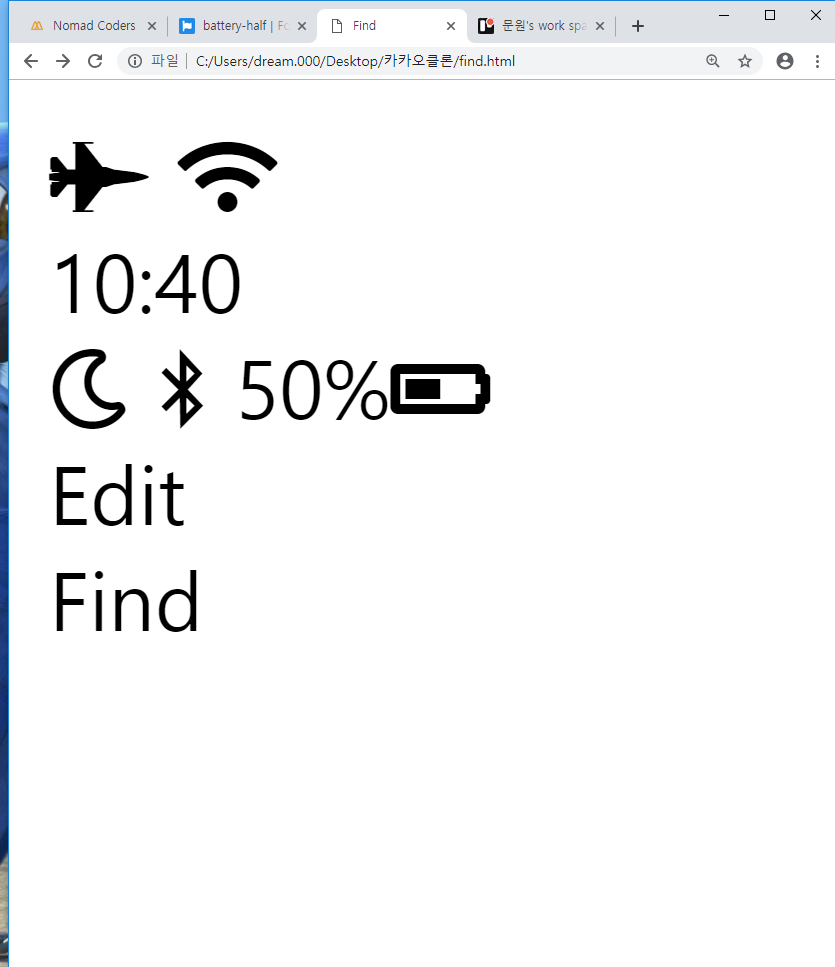 Nomad Coders
battery-half | Fo
Find
문원's work spa
파일
C:/Users/dream.000/Desktop/카카오클론/find.html
10:40
50%
Edit
Find